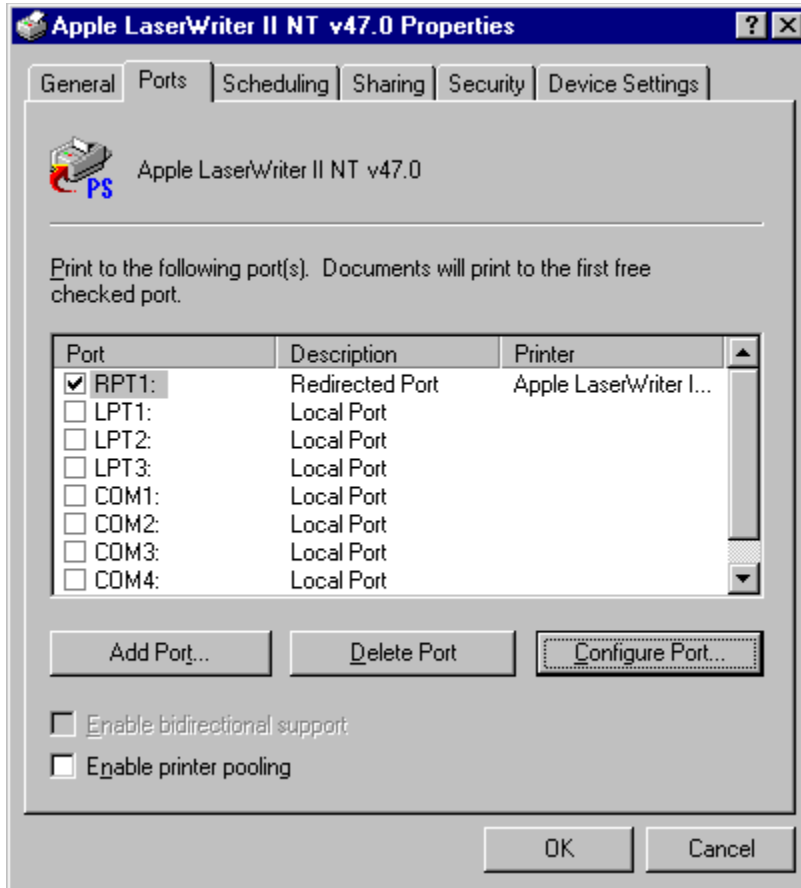 Apple LaserWriter II NT v47.0 Properties
General Ports Scheduling Sharing Security Device Settings
PS
Apple LaserWriter II NT v47.0
Print to the following port(s). Documents will print to the first free
checked port.
Port Description Printer
RPT1: Redirected Port Apple LaserWriter I...
LPT1: Local Port
LPT2: Local Port
LPT3: Local Port
COM1: Local Port
COM2: Local Port
COM3: Local Port
COM4: Local Port
Add Port... Delete Port Configure Port...
Enable bidirectional support
Enable printer pooling
OK Cancel